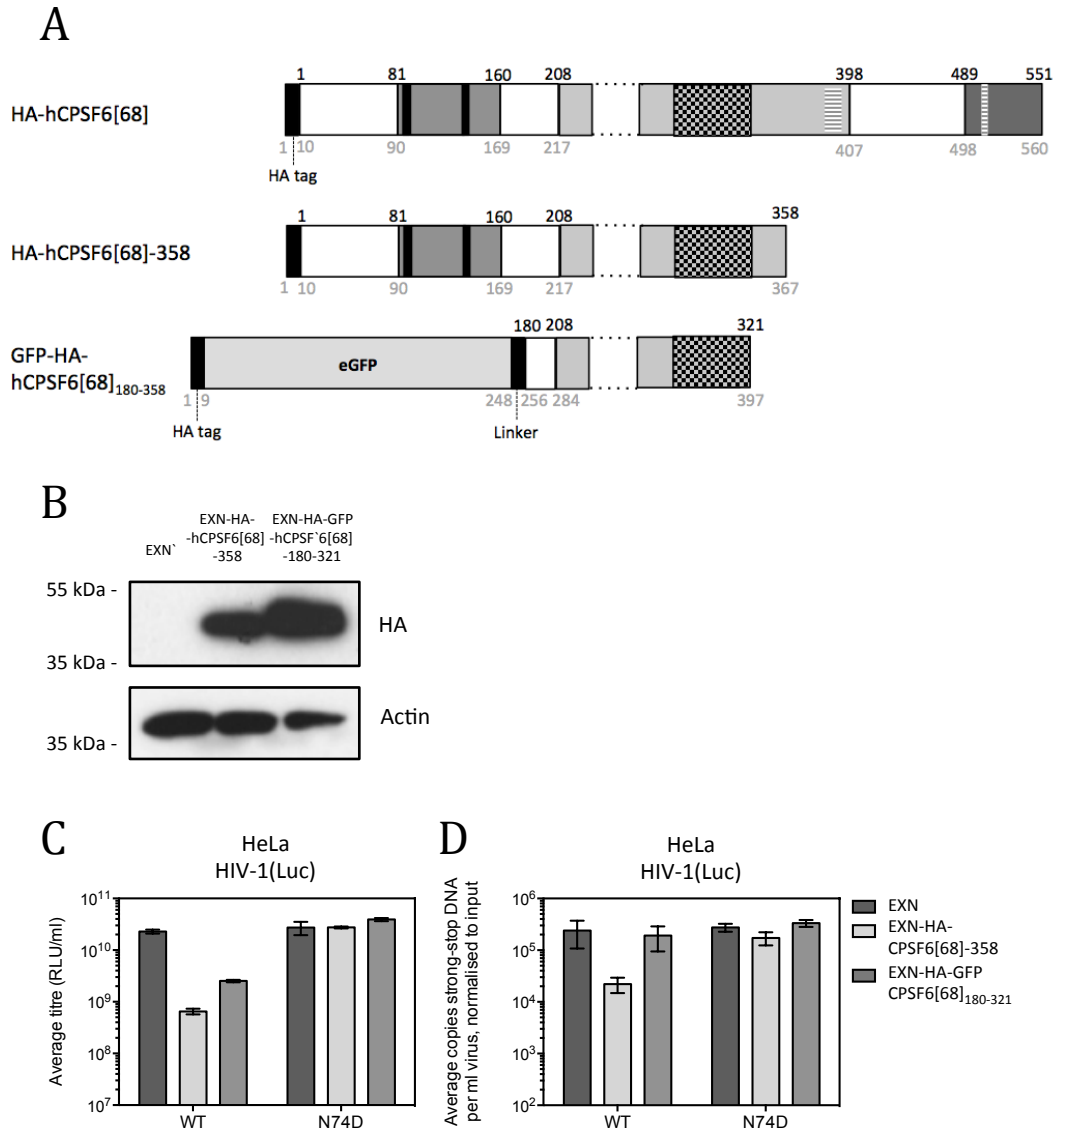 A
1 81 160 208 398 489 551
HA-hCPSF6[68]
1 10 90 169 217 407 498 560
HA tag
1 81 160 208 358
HA-hCPSF6[68]-358
1 10 90 169 217 367
180 208 321
GFP-HA-
hCPSF6[68]180-358
eGFP
1 9 248 256 284 397
HA tag Linker
B
EXN`
EXN-HA-
-hCPSF6[68]
-358
EXN-HA-GFP
-hCPSF`6[68]
-180-321
55 kDa -
HA
35 kDa -
Actin
35 kDa -
C
HeLa
HIV-1(Luc)
Average titre (RLU/ml)
10^11
10^10
10^9
10^8
10^7
WT N74D
D
HeLa
HIV-1(Luc)
Average copies strong-stop DNA
per ml virus, normalised to input
10^6
10^5
10^4
10^3
10^2
WT N74D
EXN
EXN-HA-
CPSF6[68]-358
EXN-HA-GFP
CPSF6[68]180-321